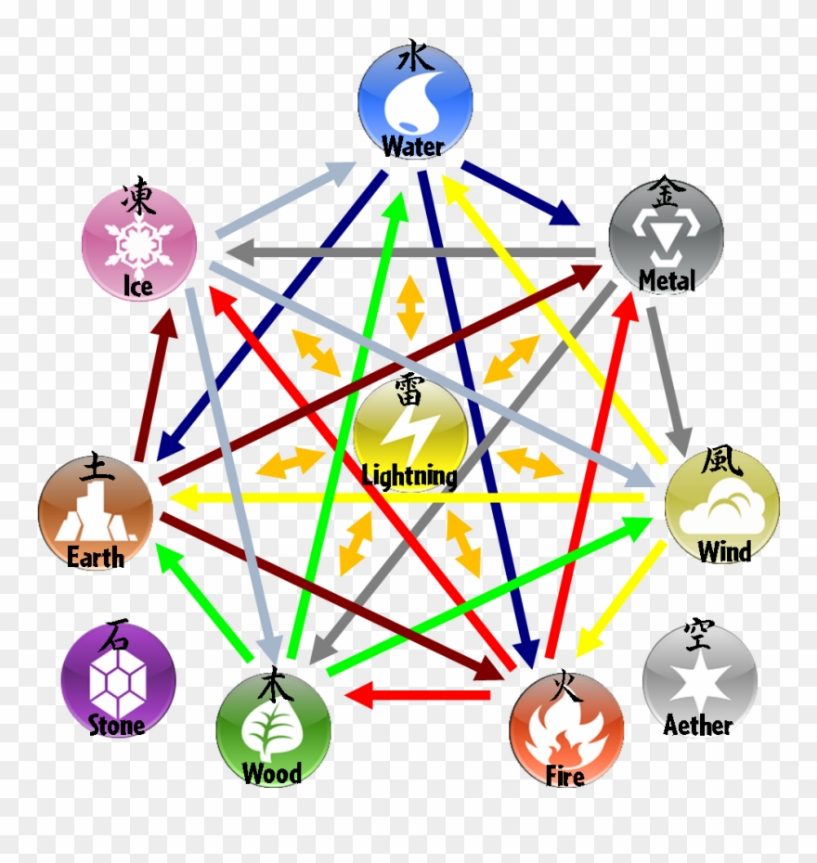 水
Water
凍
Ice
金
Metal
雷
Lightning
土
Earth
風
Wind
石
Stone
空
Aether
木
Wood
火
Fire